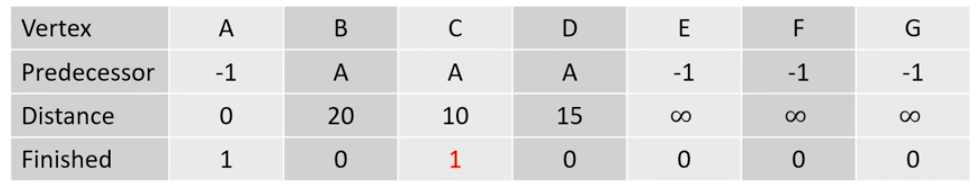 Vertex A B C D E F G
Predecessor -1 A A A -1 -1 -1
Distance 0 20 10 15 ∞ ∞ ∞
Finished 1 0 1 0 0 0 0